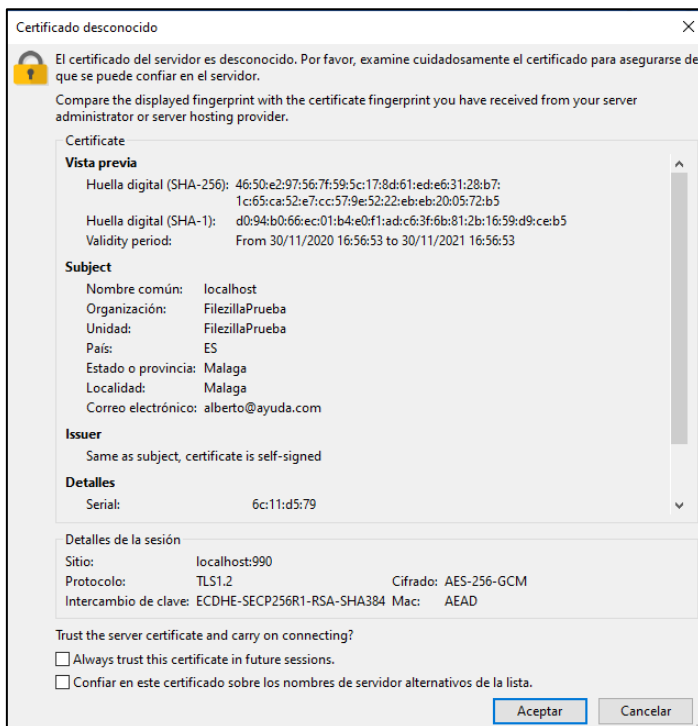 Certificado desconocido
El certificado del servidor es desconocido. Por favor, examine cuidadosamente el certificado para asegurarse de
que se puede confiar en el servidor.
Compare the displayed fingerprint with the certificate fingerprint you have received from your server
administrator or server hosting provider.
Certificate
Vista previa
Huella digital (SHA-256): 46:50:e2:97:56:7f:59:5c:17:8d:61:ed:e6:31:28:b7:
1c:65:ca:52:e7:cc:57:9e:52:22:eb:eb:20:05:72:b5
Huella digital (SHA-1): d0:94:b0:66:ec:01:b4:e0:f1:ad:c6:3f:6b:81:2b:16:59:d9:ce:b5
Validity period: From 30/11/2020 16:56:53 to 30/11/2021 16:56:53
Subject
Nombre común: localhost
Organización: FilezillaPrueba
Unidad: FilezillaPrueba
País: ES
Estado o provincia: Malaga
Localidad: Malaga
Correo electrónico: alberto@ayuda.com
Issuer
Same as subject, certificate is self-signed
Detalles
Serial: 6c:11:d5:79
Detalles de la sesión
Sitio: localhost:990
Protocolo: TLS1.2 Cifrado: AES-256-GCM
Intercambio de clave: ECDHE-SECP256R1-RSA-SHA384 Mac: AEAD
Trust the server certificate and carry on connecting?
Always trust this certificate in future sessions.
Confiar en este certificado sobre los nombres de servidor alternativos de la lista.
Aceptar Cancelar